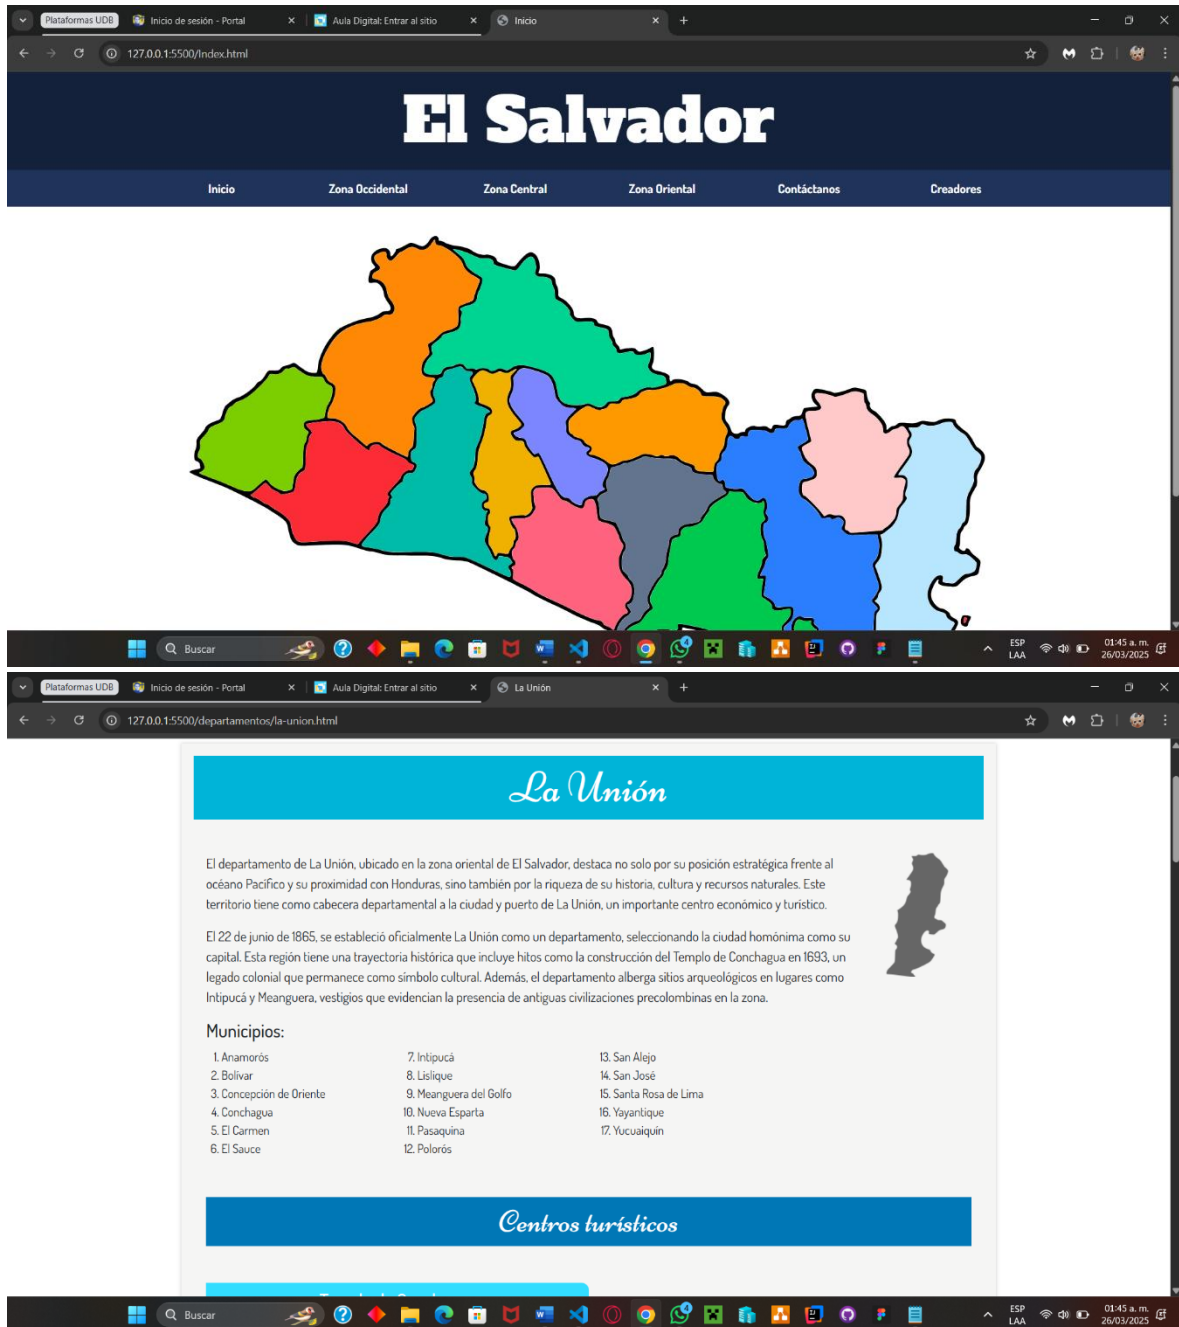 Plataformas UDB
Inicio de sesión - Portal
Aula Digital: Entrar al sitio
Inicio
127.0.0.1:5500/Index.html
El Salvador
Inicio Zona Occidental Zona Central Zona Oriental Contáctanos Creadores
Buscar
4
ESP
LAA
01:45 a. m.
26/03/2025
Plataformas UDB
Inicio de sesión - Portal
Aula Digital: Entrar al sitio
La Unión
127.0.0.1:5500/departamentos/la-union.html
La Unión
El departamento de La Unión, ubicado en la zona oriental de El Salvador, destaca no solo por su posición estratégica frente al
océano Pacífico y su proximidad con Honduras, sino también por la riqueza de su historia, cultura y recursos naturales. Este
territorio tiene como cabecera departamental a la ciudad y puerto de La Unión, un importante centro económico y turístico.
El 22 de junio de 1865, se estableció oficialmente La Unión como un departamento, seleccionando la ciudad homónima como su
capital. Esta región tiene una trayectoria histórica que incluye hitos como la construcción del Templo de Conchagua en 1693, un
legado colonial que permanece como símbolo cultural. Además, el departamento alberga sitios arqueológicos en lugares como
Intipucá y Meanguera, vestigios que evidencian la presencia de antiguas civilizaciones precolombinas en la zona.
Municipios:
1. Anamorós
2. Bolívar
3. Concepción de Oriente
4. Conchagua
5. El Carmen
6. El Sauce
7. Intipucá
8. Lislique
9. Meanguera del Golfo
10. Nueva Esparta
11. Pasaquina
12. Polorós
13. San Alejo
14. San José
15. Santa Rosa de Lima
16. Yayantique
17. Yucuaiquín
Centros turísticos
Buscar
4
ESP
LAA
01:45 a. m.
26/03/2025